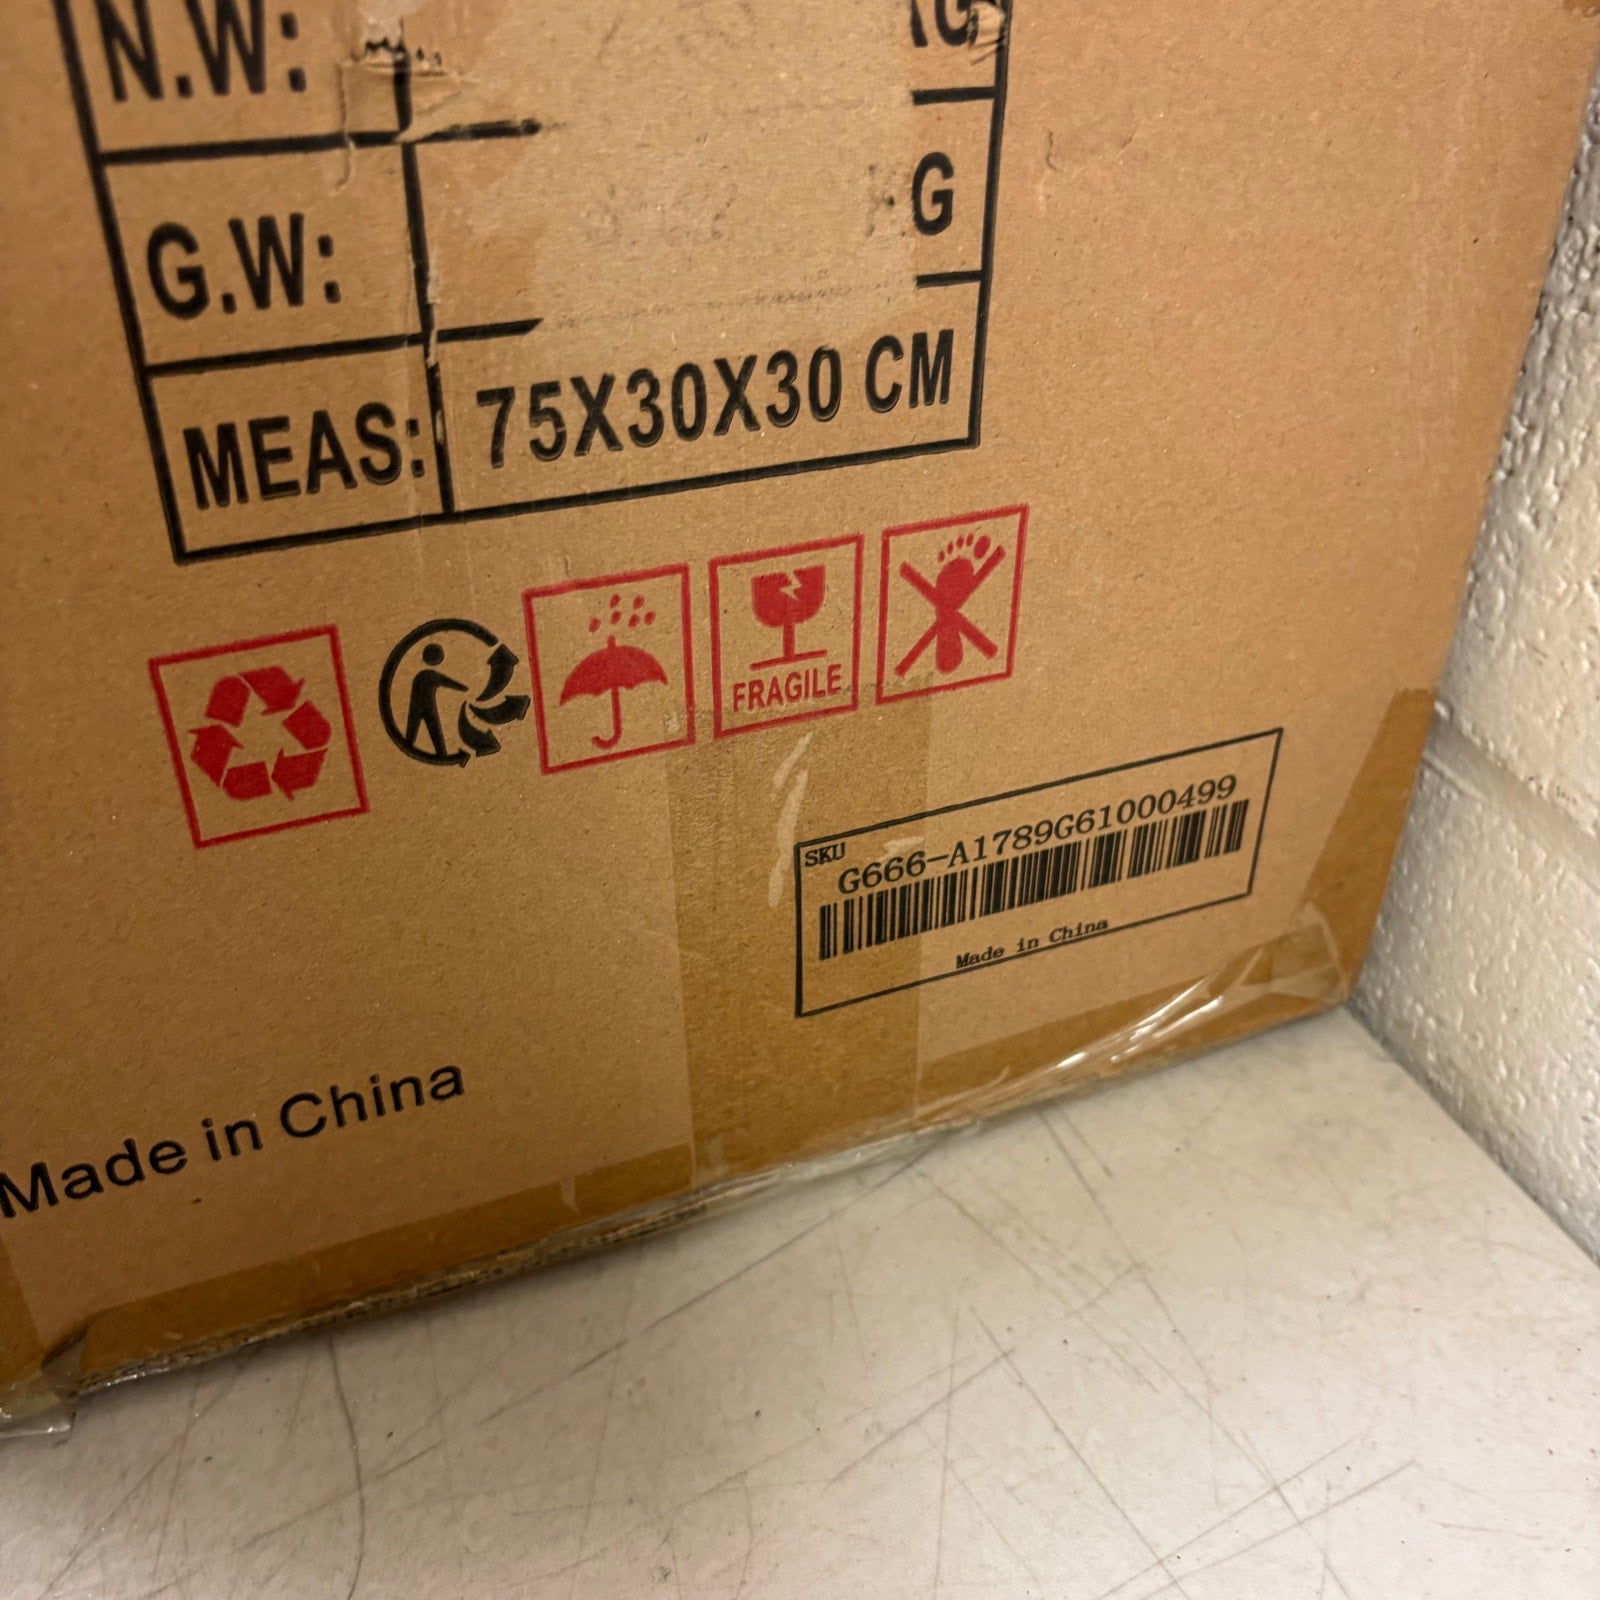 N.W:
G.W: G
MEAS: 75X30X30 CM
FRAGILE
SKU
G666-A1789G61000499
Made in China
Made in China